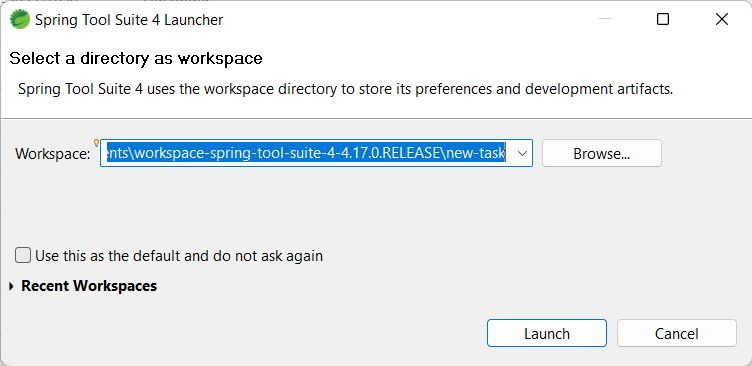 Spring Tool Suite 4 Launcher
Select a directory as workspace
Spring Tool Suite 4 uses the workspace directory to store its preferences and development artifacts.
Workspace: ents\workspace-spring-tool-suite-4-4.17.0.RELEASE\new-task Browse...
Use this as the default and do not ask again
Recent Workspaces
Launch Cancel